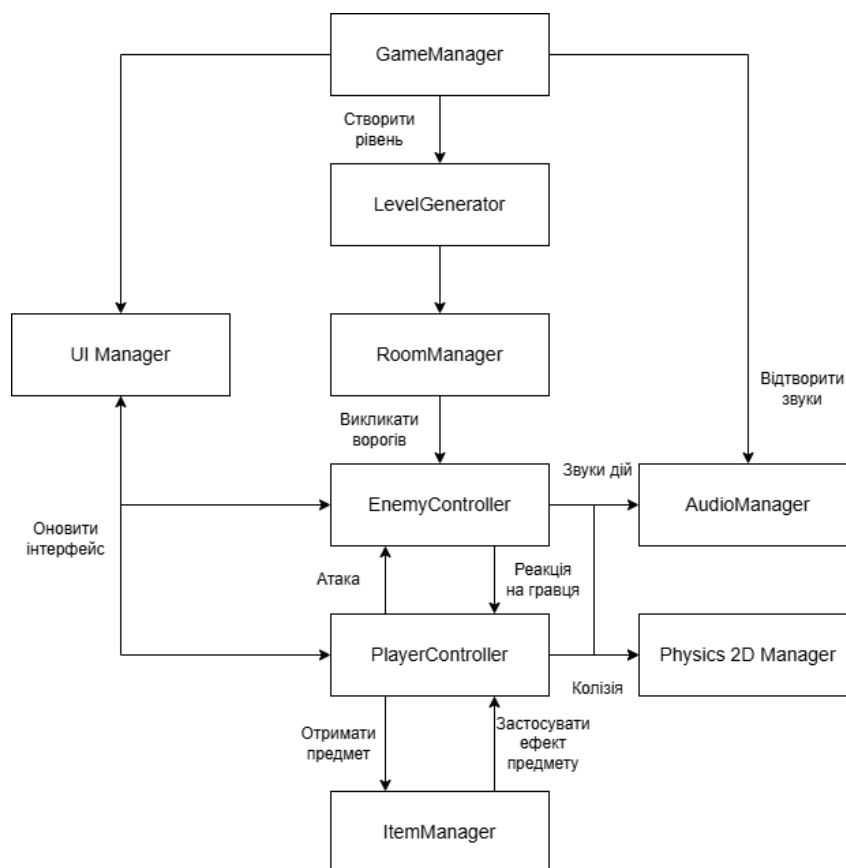 GameManager
Створити
рівень
LevelGenerator
UI Manager
RoomManager
Відтворити
звуки
Викликати
ворогів
Звуки дій
EnemyController
AudioManager
Оновити
інтерфейс
Атака
Реакція
на гравця
PlayerController
Physics 2D Manager
Колізія
Отримати
предмет
Застосувати
ефект
предмету
ItemManager